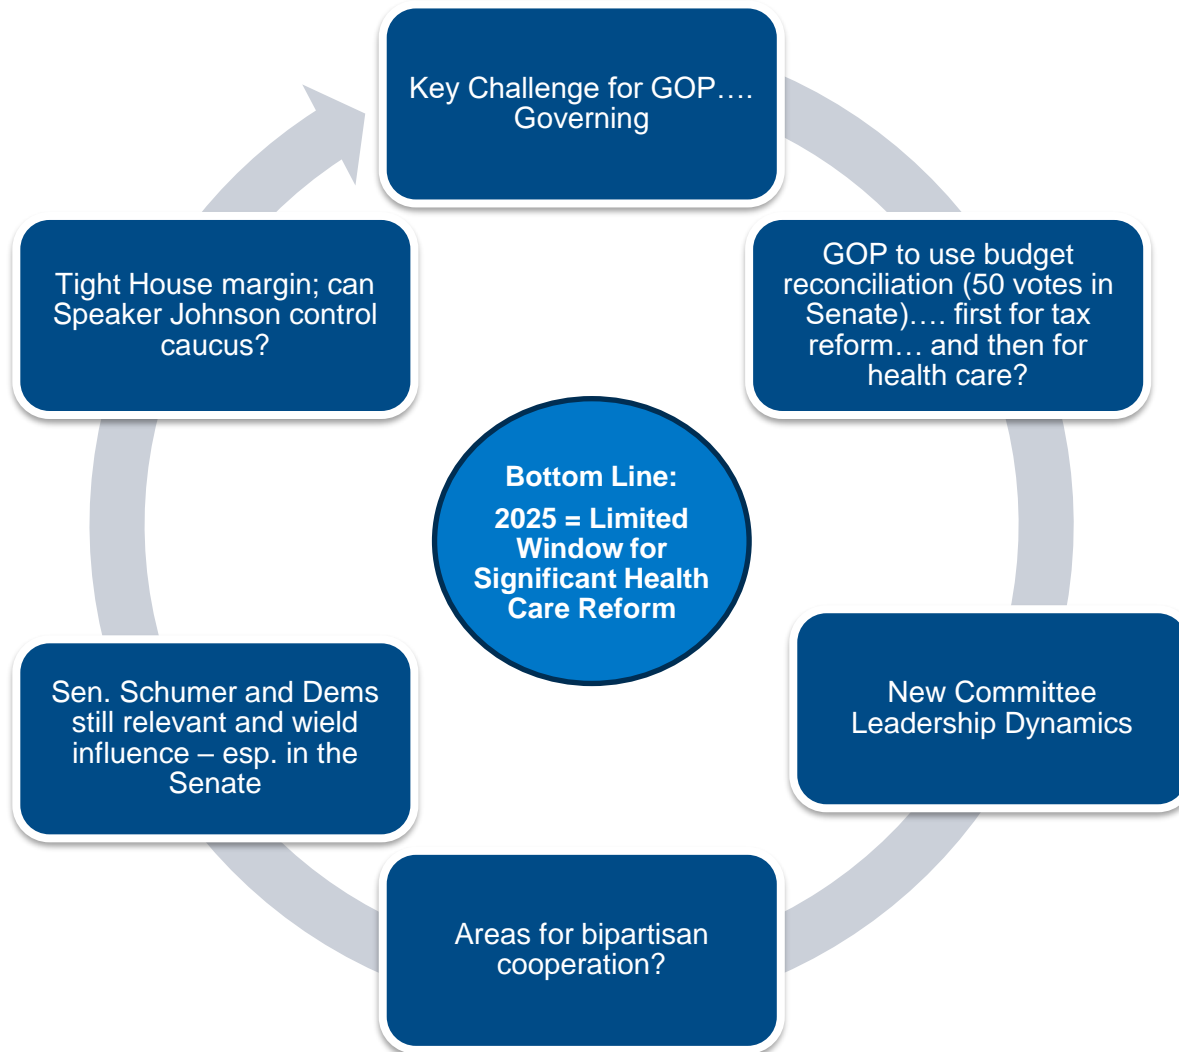 Key Challenge for GOP….
Governing
GOP to use budget
reconciliation (50 votes in
Senate)…. first for tax
reform… and then for
health care?
New Committee
Leadership Dynamics
Areas for bipartisan
cooperation?
Sen. Schumer and Dems
still relevant and wield
influence – esp. in the
Senate
Tight House margin; can
Speaker Johnson control
caucus?
Bottom Line:
2025 = Limited
Window for
Significant Health
Care Reform